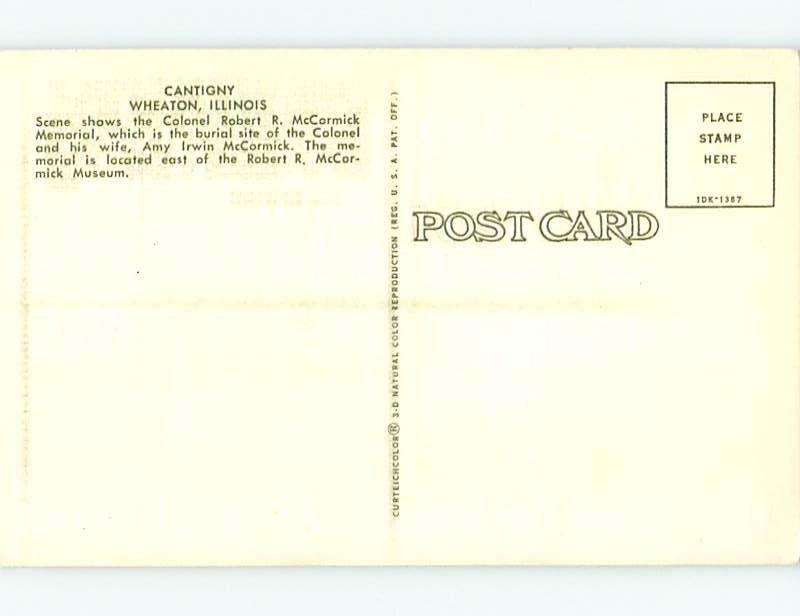 CANTIGNY
WHEATON, ILLINOIS
Scene shows the Colonel Robert R. McCormick
Memorial, which is the burial site of the Colonel
and his wife, Amy Irwin McCormick. The me-
morial is located east of the Robert R. McCor-
mick Museum.
CURTEICHCOLOR® 3-D NATURAL COLOR REPRODUCTION (REG. U. S. A. PAT. OFF.)
POST CARD
PLACE
STAMP
HERE
1DK-1387